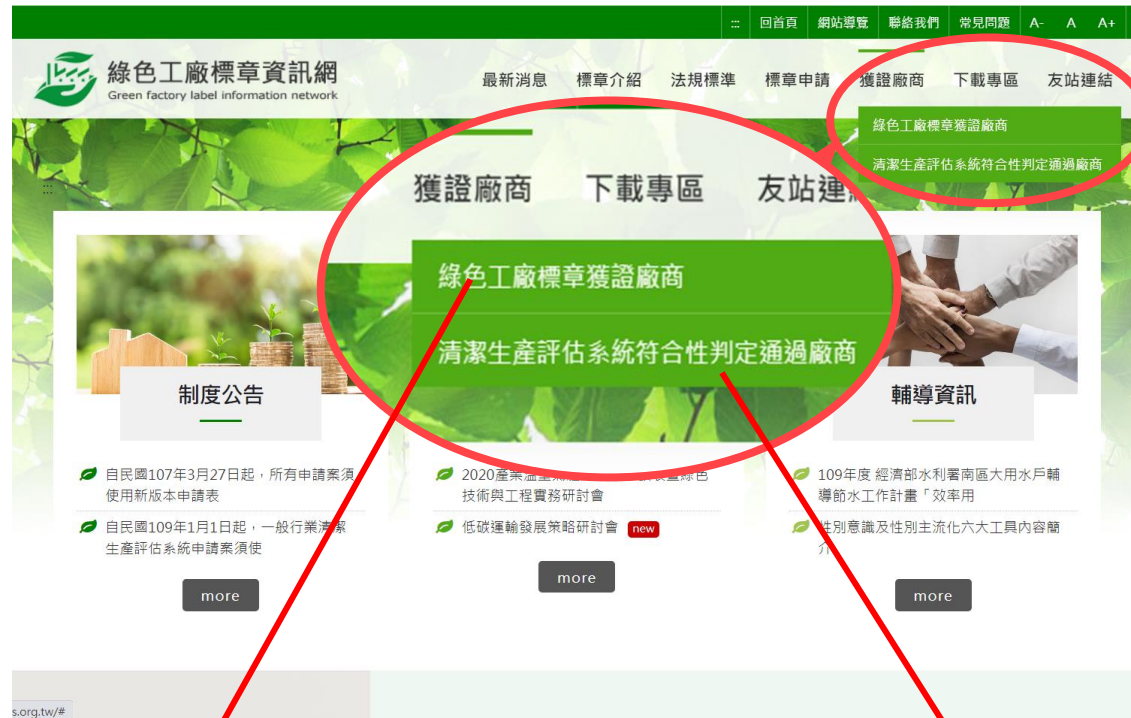 ::: 回首頁 網站導覽 聯絡我們 常見問題 A- A A+
綠色工廠標章資訊網
Green factory label information network
最新消息 標章介紹 法規標準 標章申請 獲證廠商 下載專區 友站連結
綠色工廠標章獲證廠商
清潔生產評估系統符合性判定通過廠商
:::
獲證廠商 下載專區 友站連
綠色工廠標章獲證廠商
清潔生產評估系統符合性判定通過廠商
制度公告
自民國107年3月27日起，所有申請案須
使用新版本申請表
自民國109年1月1日起，一般行業清潔
生產評估系統申請案須使
more
2020產業溫室
綠色
技術與工程實務研討會
低碳運輸發展策略研討會 new
more
輔導資訊
109年度 經濟部水利署南區大用水戶輔
導節水工作計畫「效率用
性別意識及性別主流化六大工具內容簡
介
more
s.org.tw/#